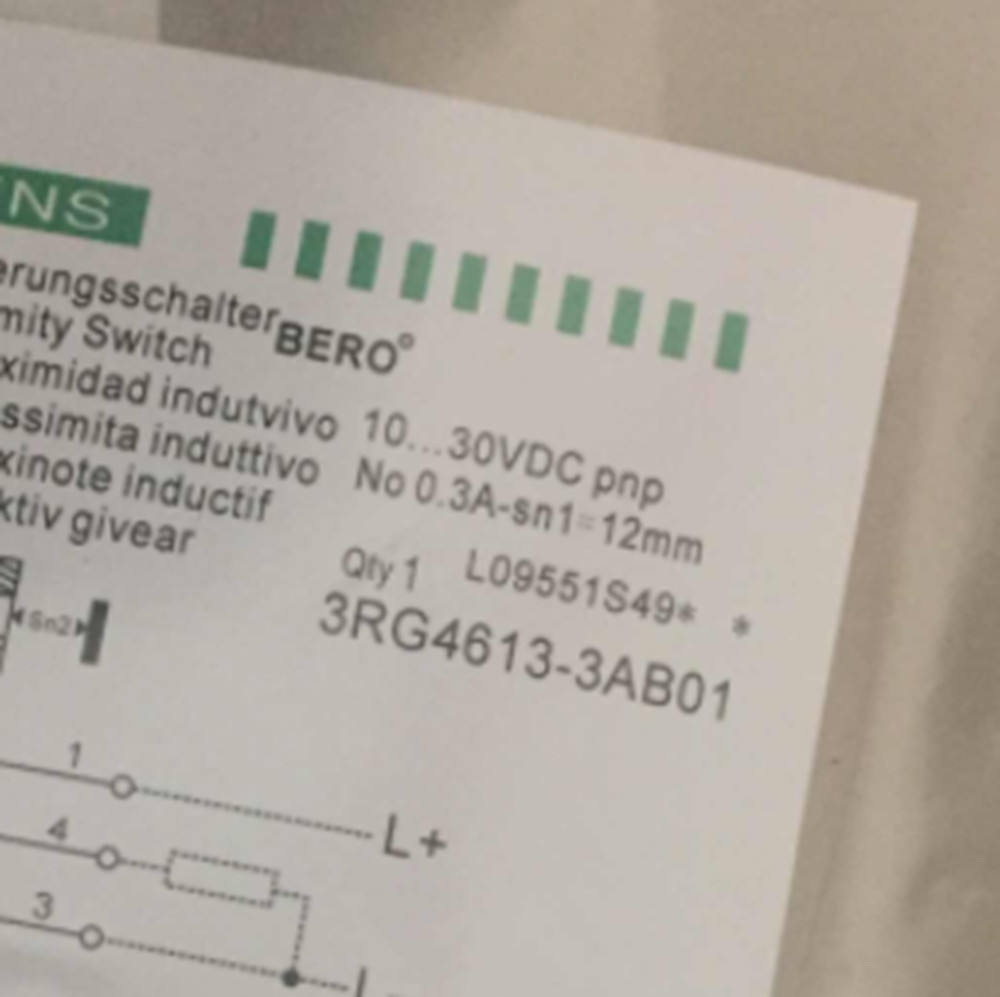 ENS
erungsschalter BERO°
mity Switch
ximidad indutvivo 10...30VDC pnp
ssimita induttivo No 0.3A-sn1=12mm
xinote inductif
ktiv givear
Qty 1 L09551S49* *
3RG4613-3AB01
Sn2
1
L+
4
3